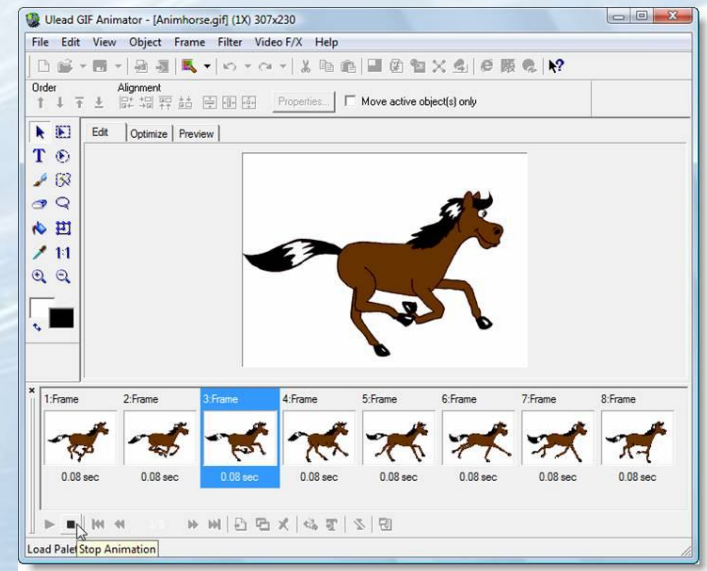 Ulead GIF Animator - [Animhorse.gif] (1X) 307x230
File Edit View Object Frame Filter Video F/X Help
Order Alignment
Properties... Move active object(s) only
Edit Optimize Preview
T
1:1
1:Frame 2:Frame 3:Frame 4:Frame 5:Frame 6:Frame 7:Frame 8:Frame
0.08 sec 0.08 sec 0.08 sec 0.08 sec 0.08 sec 0.08 sec 0.08 sec 0.08 sec
Stop Animation